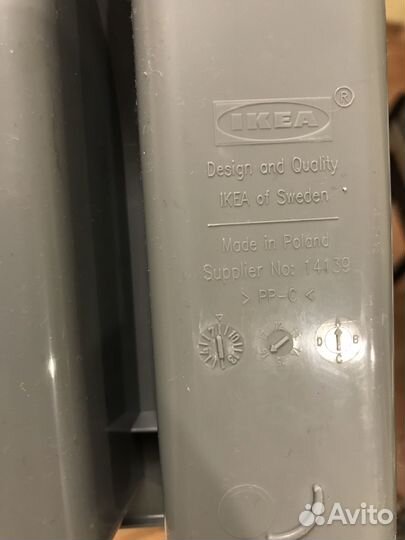 IKEA ®
Design and Quality
IKEA of Sweden
Made in Poland
Supplier No: 14139
> PP-C <
A
D B
C
Avito